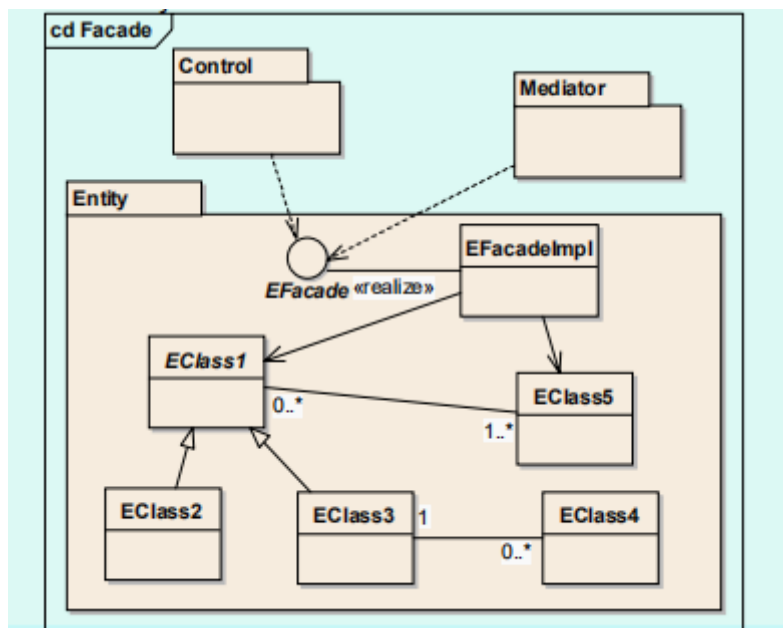 cd Facade
Control
Mediator
Entity
EFacadeImpl
EFacade «realize»
EClass1
0..*
EClass5
1..*
EClass2
EClass3 1
EClass4
0..*